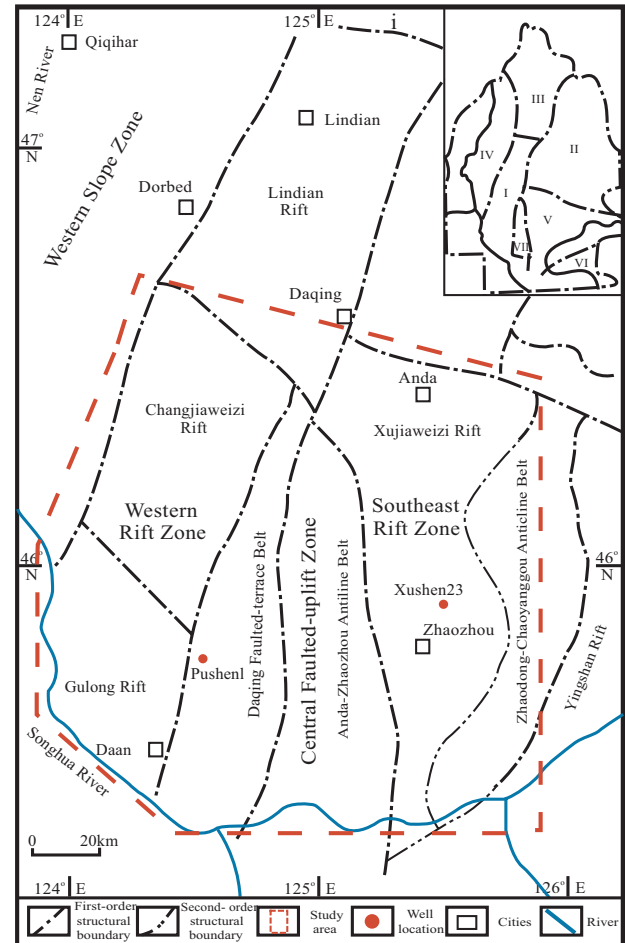 124° E
125° E
i
Qiqihar
Nen River
47°
N
Lindian
Western Slope Zone
Dorbed
Lindian
Rift
III
II
IV
I
V
VII
VI
Daqing
Anda
Changjiaweizi
Rift
Xujiaweizi Rift
Western
Rift Zone
Southeast
Rift Zone
46°
N
46°
N
Daqing Faulted-terrace Belt
Central Faulted-uplift Zone
Anda-Zhaozhou Antiline Belt
Zhaodong-Chaoyanggou Anticline Belt
Yingshan Rift
Xushen23
Zhaozhou
Pushenl
Gulong Rift
Daan
Songhua River
0 20km
124° E
125° E
126° E
First-order
structural
boundary
Second- order
structural
boundary
Study
area
Well
location
Cities
River